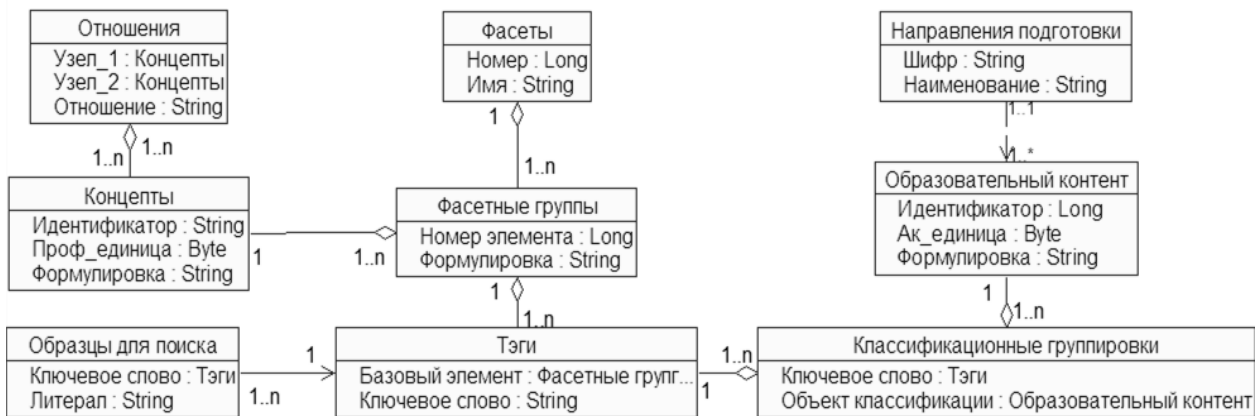 Отношения
Узел_1 : Концепты
Узел_2 : Концепты
Отношение : String
1..n
1..n
Фасеты
Номер : Long
Имя : String
1
1..n
Направления подготовки
Шифр : String
Наименование : String
1..1
1..*
Концепты
Идентификатор : String
Проф_единица : Byte
Формулировка : String
1
1..n
Фасетные группы
Номер элемента : Long
Формулировка : String
1
1..n
Образовательный контент
Идентификатор : Long
Ак_единица : Byte
Формулировка : String
1
1..n
Образцы для поиска
Ключевое слово : Тэги
Литерал : String
1
1..n
Тэги
Базовый элемент : Фасетные групп...
Ключевое слово : String
1..n
1
Классификационные группировки
Ключевое слово : Тэги
Объект классификации : Образовательный контент